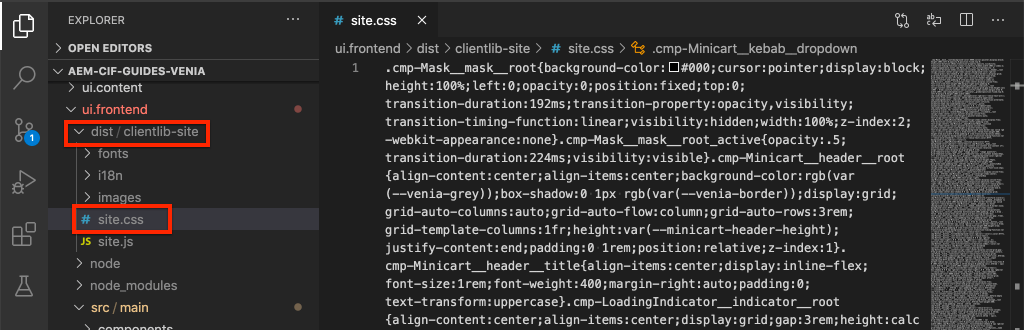 EXPLORER
OPEN EDITORS
AEM-CIF-GUIDES-VENIA
ui.content
ui.frontend
dist / clientlib-site
fonts
i18n
images
# site.css
JS site.js
node
node_modules
src / main
components
1
# site.css ×
ui.frontend > dist > clientlib-site > # site.css > .cmp-Minicart__kebab__dropdown
1 .cmp-Mask__mask__root{background-color:#000;cursor:pointer;display:block;
height:100%;left:0;opacity:0;position:fixed;top:0;
transition-duration:192ms;transition-property:opacity,visibility;
transition-timing-function:linear;visibility:hidden;width:100%;z-index:2;
-webkit-appearance:none}.cmp-Mask__mask__root_active{opacity:.5;
transition-duration:224ms;visibility:visible}.cmp-Minicart__header__root
{align-content:center;align-items:center;background-color:rgb(var
(--venia-grey));box-shadow:0 1px rgb(var(--venia-border));display:grid;
grid-auto-columns:auto;grid-auto-flow:column;grid-auto-rows:3rem;
grid-template-columns:1fr;height:var(--minicart-header-height);
justify-content:end;padding:0 1rem;position:relative;z-index:1}.
cmp-Minicart__header__title{align-items:center;display:inline-flex;
font-size:1rem;font-weight:400;margin-right:auto;padding:0;
text-transform:uppercase}.cmp-LoadingIndicator__indicator__root
{align-content:center;align-items:center;display:grid;gap:3rem;height:calc